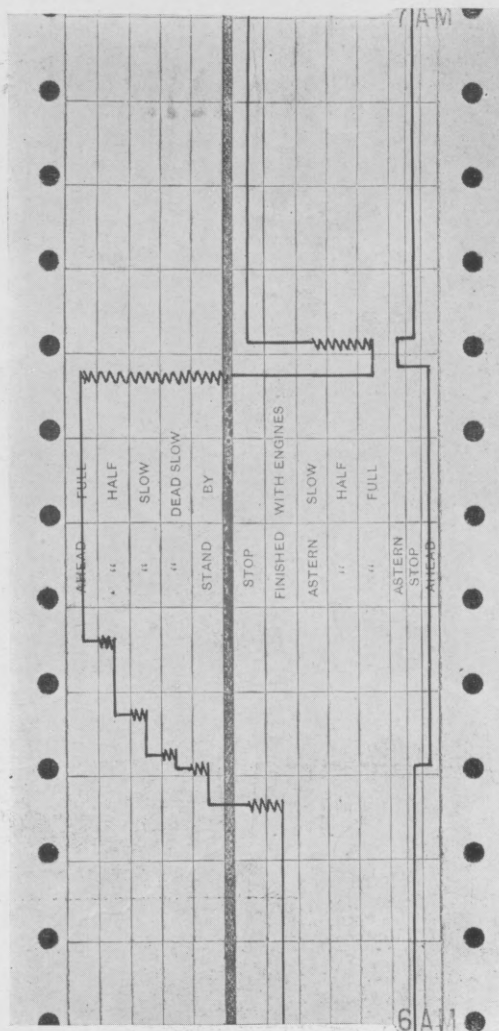 7 AM
AHEAD FULL
" HALF
" SLOW
" DEAD SLOW
STAND BY
STOP
FINISHED WITH ENGINES
ASTERN SLOW
" HALF
" FULL
ASTERN
STOP
AHEAD
6 AM